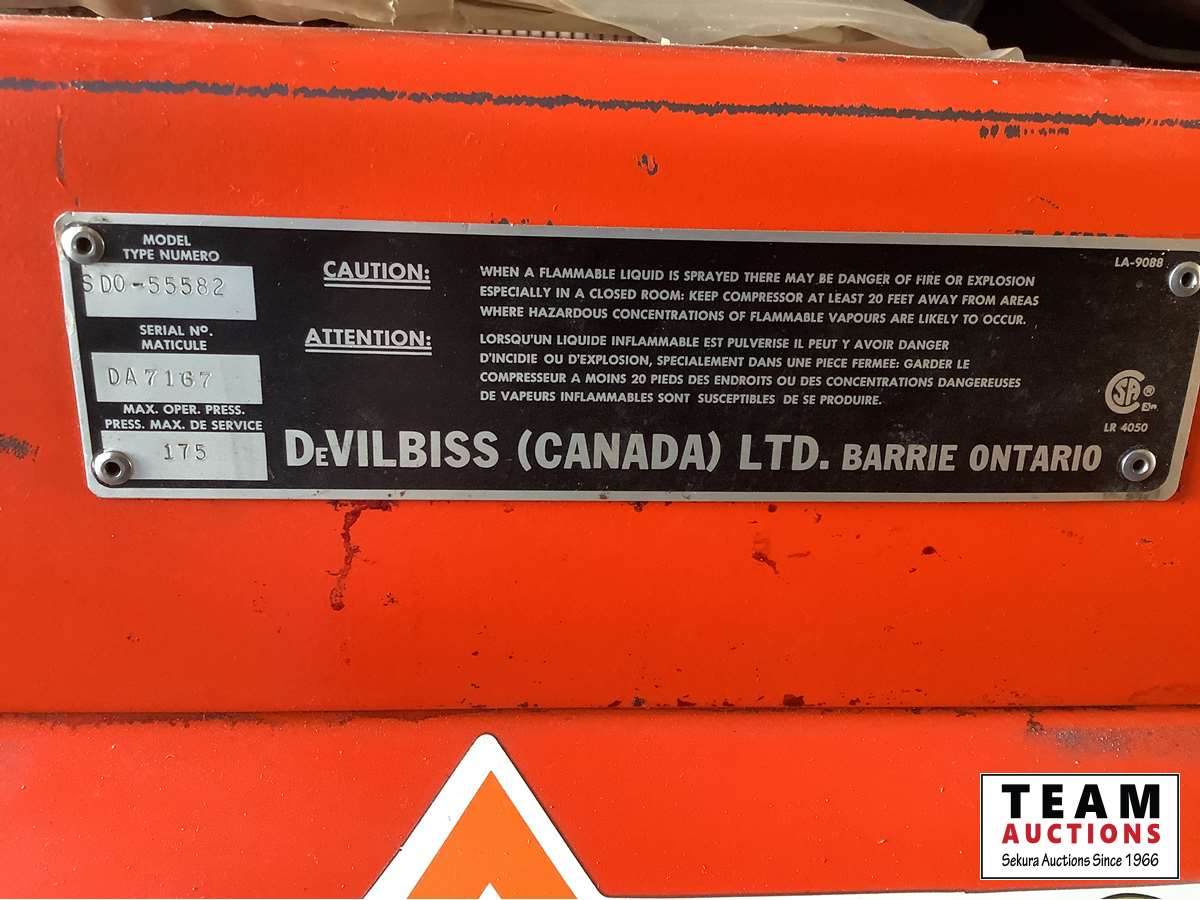 MODEL
TYPE NUMERO
SDO-55582
SERIAL Nº.
MATICULE
DA7167
MAX. OPER. PRESS.
PRESS. MAX. DE SERVICE
175
CAUTION:
WHEN A FLAMMABLE LIQUID IS SPRAYED THERE MAY BE DANGER OF FIRE OR EXPLOSION
ESPECIALLY IN A CLOSED ROOM: KEEP COMPRESSOR AT LEAST 20 FEET AWAY FROM AREAS
WHERE HAZARDOUS CONCENTRATIONS OF FLAMMABLE VAPOURS ARE LIKELY TO OCCUR.
ATTENTION:
LORSQU'UN LIQUIDE INFLAMMABLE EST PULVERISE IL PEUT Y AVOIR DANGER
D'INCIDIE OU D'EXPLOSION, SPECIALEMENT DANS UNE PIECE FERMEE: GARDER LE
COMPRESSEUR A MOINS 20 PIEDS DES ENDROITS OU DES CONCENTRATIONS DANGEREUSES
DE VAPEURS INFLAMMABLES SONT SUSCEPTIBLES DE SE PRODUIRE.
DeVILBISS (CANADA) LTD. BARRIE ONTARIO
LA-9088
SA ®
LR 4050
TEAM
AUCTIONS
Sekura Auctions Since 1966